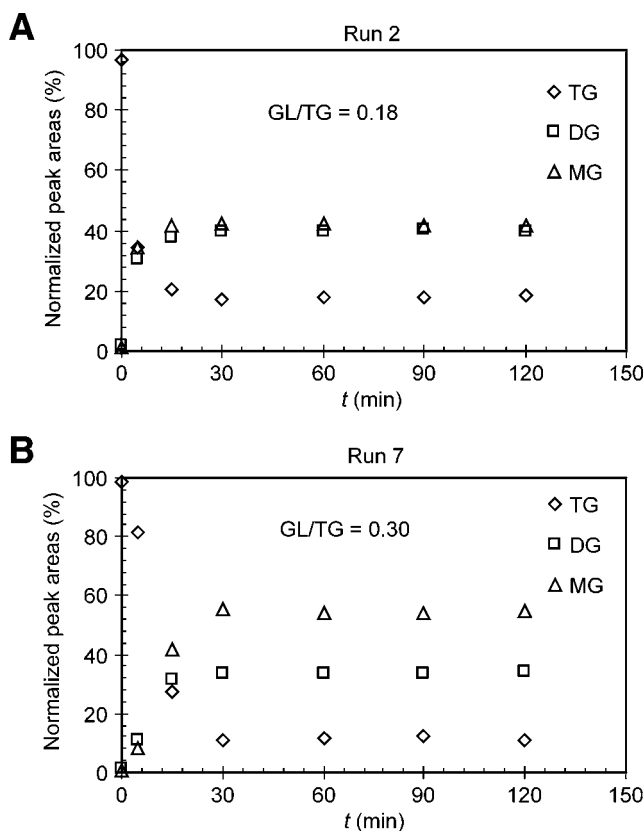 A
Run 2
Normalized peak areas (%)
100
80
60
40
20
0
GL/TG = 0.18
TG
DG
MG
0 30 60 90 120 150
t (min)
B
Run 7
Normalized peak areas (%)
100
80
60
40
20
0
GL/TG = 0.30
TG
DG
MG
0 30 60 90 120 150
t (min)